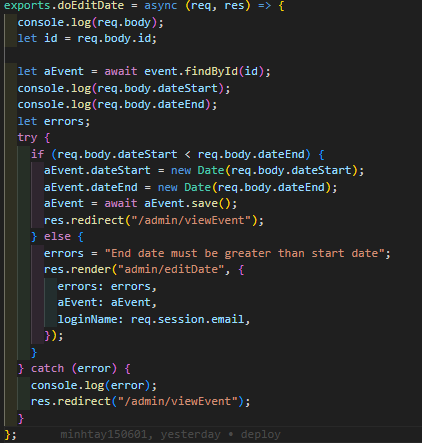 exports.doEditDate = async (req, res) => {
  console.log(req.body);
  let id = req.body.id;

  let aEvent = await event.findById(id);
  console.log(req.body.dateStart);
  console.log(req.body.dateEnd);
  let errors;
  try {
    if (req.body.dateStart < req.body.dateEnd) {
      aEvent.dateStart = new Date(req.body.dateStart);
      aEvent.dateEnd = new Date(req.body.dateEnd);
      aEvent = await aEvent.save();
      res.redirect("/admin/viewEvent");
    } else {
      errors = "End date must be greater than start date";
      res.render("admin/editDate", {
        errors: errors,
        aEvent: aEvent,
        loginName: req.session.email,
      });
    }
  } catch (error) {
    console.log(error);
    res.redirect("/admin/viewEvent");
  }
};     minhtay150601, yesterday • deploy